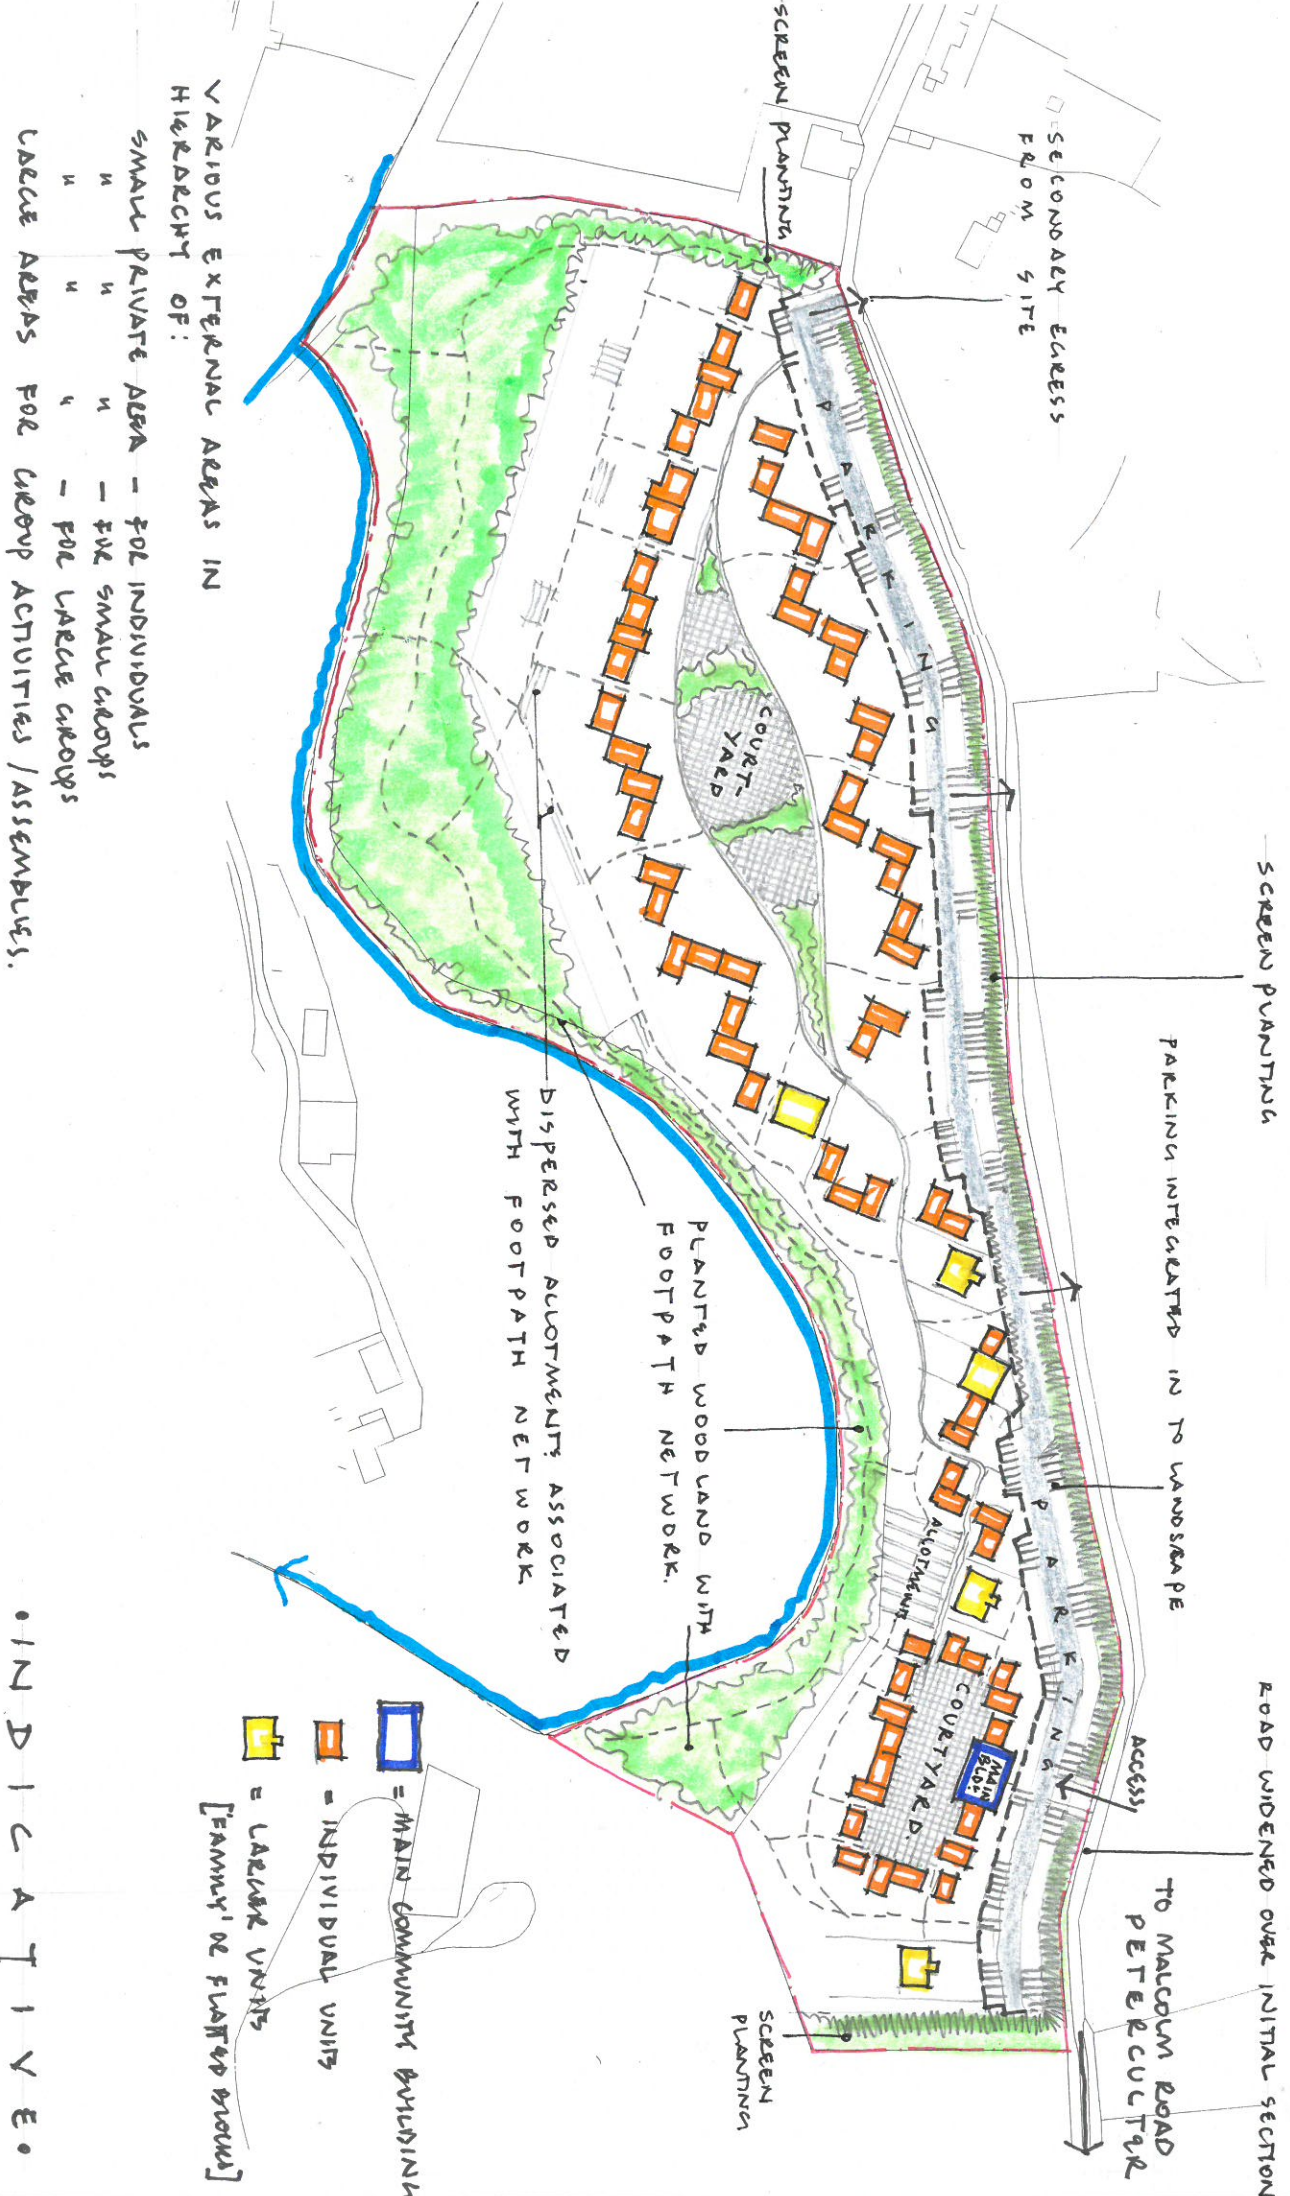 SECONDARY EGRESS
FROM SITE
SCREEN PLANTING
SCREEN PLANTING
PARKING INTEGRATED IN TO LANDSCAPE
ROAD WIDENED OVER INITIAL SECTION
ACCESS
TO MALCOLM ROAD
PETERCULTER
PARKING
PARKING
COURT-
YARD
ALLOTMENTS
MAIN
BLDG
COURTYARD.
SCREEN
PLANTING
PLANTED WOODLAND WITH
FOOTPATH NETWORK.
DISPERSED ALLOTMENTS ASSOCIATED
WITH FOOTPATH NETWORK.
VARIOUS EXTERNAL AREAS IN
HIERARCHY OF:
SMALL PRIVATE AREA - FOR INDIVIDUALS
" " " - FOR SMALL GROUPS
" " " - FOR LARGE GROUPS
LARGE AREAS FOR GROUP ACTIVITIES / ASSEMBLIES.
= MAIN COMMUNITY BUILDING
= INDIVIDUAL UNITS
= LARGER UNITS
['FAMILY' OR FLATTED BLOCKS]
• INDICATIVE •